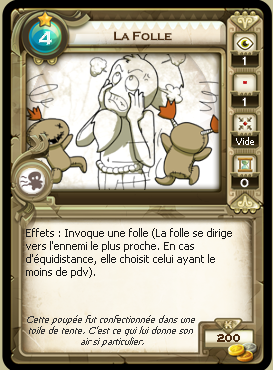 4
La Folle
1
1
Vide
0
Effets : Invoque une folle (La folle se dirige
vers l'ennemi le plus proche. En cas
d'équidistance, elle choisit celui ayant le
moins de pdv).
Cette poupée fut confectionnée dans une
toile de tente. C'est ce qui lui donne son
air si particulier.
K
200